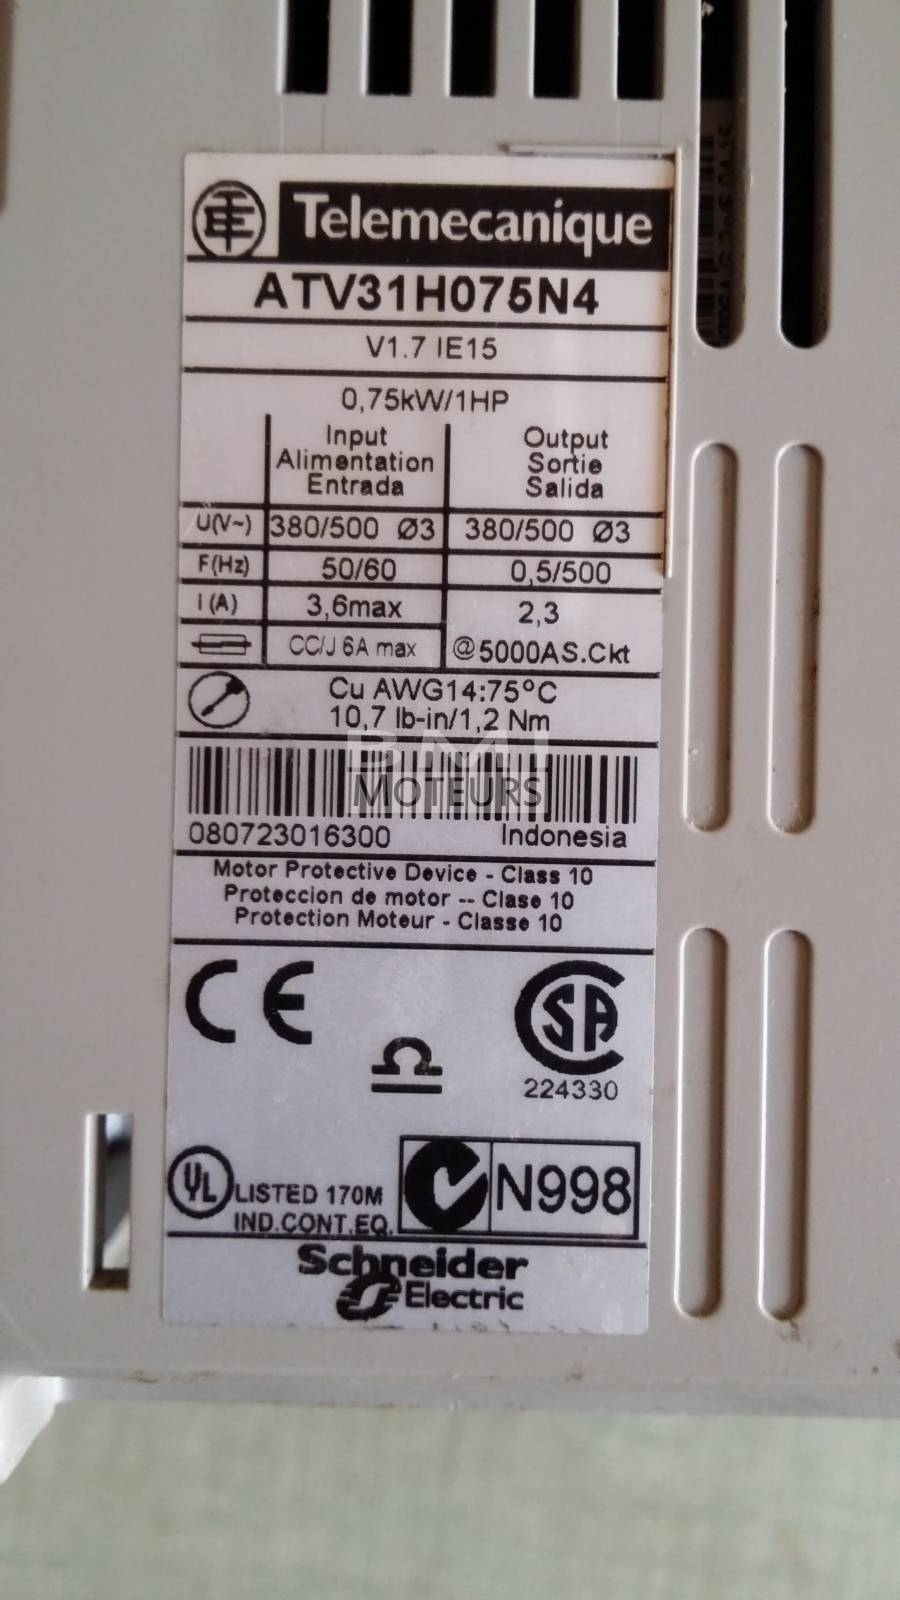 Telemecanique
ATV31H075N4
V1.7 IE15
0,75kW/1HP
Input Output
Alimentation Sortie
Entrada Salida
U(V~) 380/500 Ø3 380/500 Ø3
F(Hz) 50/60 0,5/500
I (A) 3,6max 2,3
CC/J 6A max @5000AS.Ckt
Cu AWG14:75°C
10,7 lb-in/1,2 Nm
BMI
MOTEURS
080723016300 Indonesia
Motor Protective Device - Class 10
Proteccion de motor -- Clase 10
Protection Moteur - Classe 10
CE
SA
224330
UL LISTED 170M
IND.CONT.EQ.
N998
Schneider
Electric